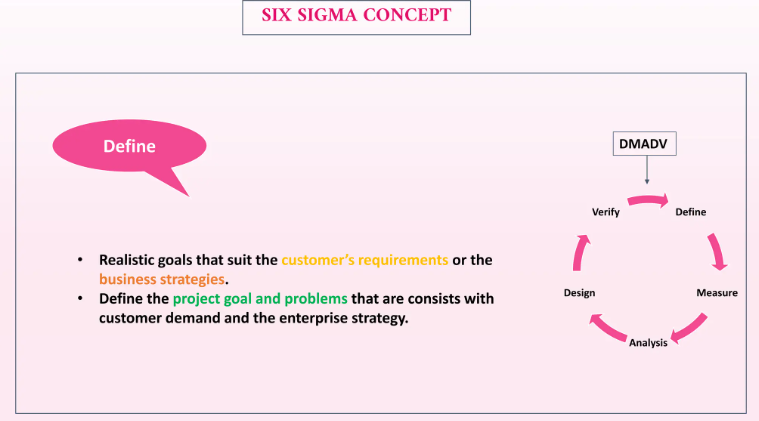 SIX SIGMA CONCEPT
Define
• Realistic goals that suit the customer's requirements or the
business strategies.
• Define the project goal and problems that are consists with
customer demand and the enterprise strategy.
DMADV
Verify
Define
Design
Measure
Analysis